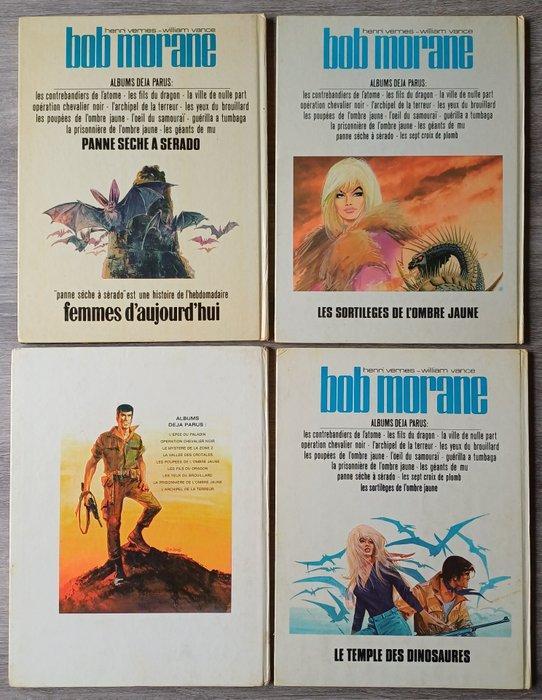 henri vernes - william vance
bob morane
ALBUMS DEJA PARUS:
les contrebandiers de l'atome - les fils du dragon - la ville de nulle part
opération chevalier noir - l'archipel de la terreur - les yeux du brouillard
les poupées de l'ombre jaune - l'oeil du samouraï - guérilla a tumbaga
la prisonnière de l'ombre jaune - les géants de mu
PANNE SÈCHE A SERADO
"panne sèche à sérado" est une histoire de l'hebdomadaire
femmes d'aujourd'hui
henri vernes - william vance
bob morane
ALBUMS DEJA PARUS:
les contrebandiers de l'atome - les fils du dragon - la ville de nulle part
opération chevalier noir - l'archipel de la terreur - les yeux du brouillard
les poupées de l'ombre jaune - l'oeil du samouraï - guérilla a tumbaga
la prisonnière de l'ombre jaune - les géants de mu
panne sèche à sérado - les sept croix de plomb
LES SORTILEGES DE L'OMBRE JAUNE
ALBUMS
DEJA PARUS :
L'EPEE DU PALADIN
OPERATION CHEVALIER NOIR
LE MYSTERE DE LA ZONE Z
LA VALLEE DES CROTALES
LES POUPEES DE L'OMBRE JAUNE
LES FILS DU DRAGON
LES YEUX DU BROUILLARD
LA PRISONNIERE DE L'OMBRE JAUNE
L'ARCHIPEL DE LA TERREUR
henri vernes - william vance
bob morane
ALBUMS DEJA PARUS:
les contrebandiers de l'atome - les fils du dragon - la ville de nulle part
opération chevalier noir - l'archipel de la terreur - les yeux du brouillard
les poupées de l'ombre jaune - l'oeil du samouraï - guérilla a tumbaga
la prisonnière de l'ombre jaune - les géants de mu
panne sèche à sérado - les sept croix de plomb
les sortilèges de l'ombre jaune
LE TEMPLE DES DINOSAURES